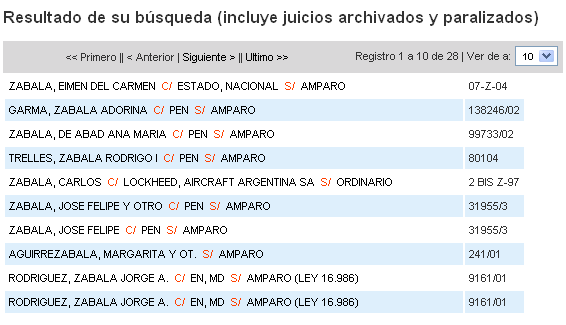 Resultado de su búsqueda (incluye juicios archivados y paralizados)
<< Primero || < Anterior | Siguiente > || Ultimo >> Registro 1 a 10 de 28 | Ver de a: 10
ZABALA, EIMEN DEL CARMEN C/ ESTADO, NACIONAL S/ AMPARO 07-Z-04
GARMA, ZABALA ADORINA C/ PEN S/ AMPARO 138246/02
ZABALA, DE ABAD ANA MARIA C/ PEN S/ AMPARO 99733/02
TRELLES, ZABALA RODRIGO I C/ PEN S/ AMPARO 80104
ZABALA, CARLOS C/ LOCKHEED, AIRCRAFT ARGENTINA SA S/ ORDINARIO 2 BIS Z-97
ZABALA, JOSE FELIPE Y OTRO C/ PEN S/ AMPARO 31955/3
ZABALA, JOSE FELIPE C/ PEN S/ AMPARO 31955/3
AGUIRREZABALA, MARGARITA Y OT. S/ AMPARO 241/01
RODRIGUEZ, ZABALA JORGE A. C/ EN, MD S/ AMPARO (LEY 16.986) 9161/01
RODRIGUEZ, ZABALA JORGE A. C/ EN, MD S/ AMPARO (LEY 16.986) 9161/01